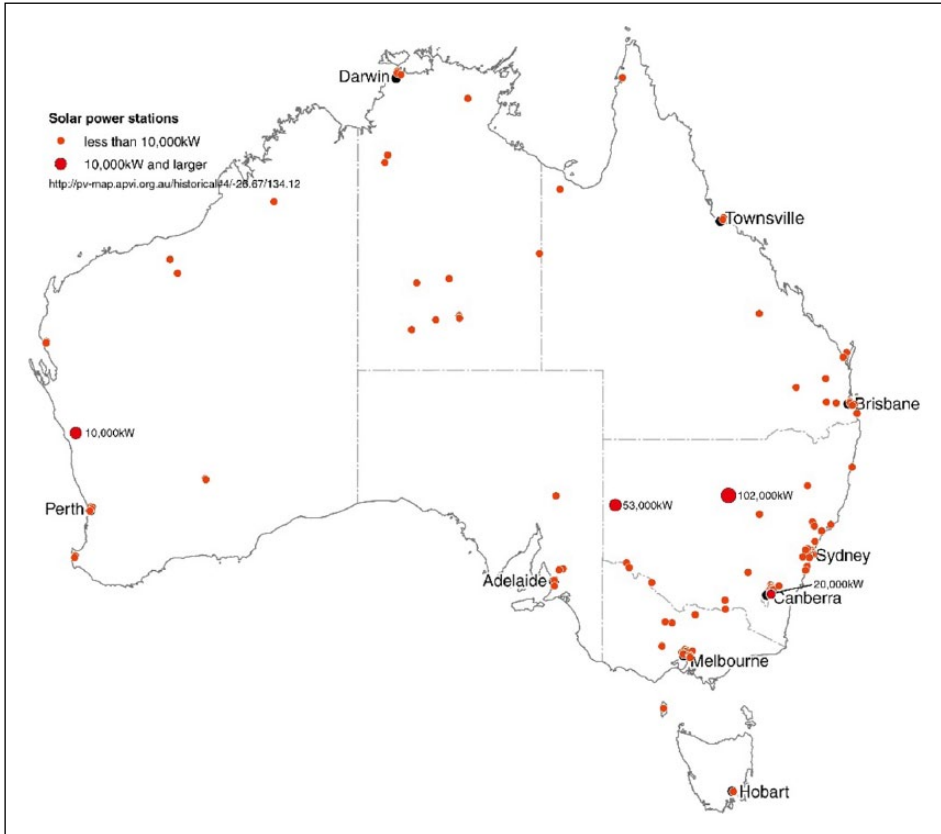 Darwin
Solar power stations
less than 10,000kW
10,000kW and larger
http://pv-map.apvi.org.au/historical#4/-26.67/134.12
Townsville
Brisbane
10,000kW
102,000kW
53,000kW
Perth
Sydney
Adelaide
20,000kW
Canberra
Melbourne
Hobart